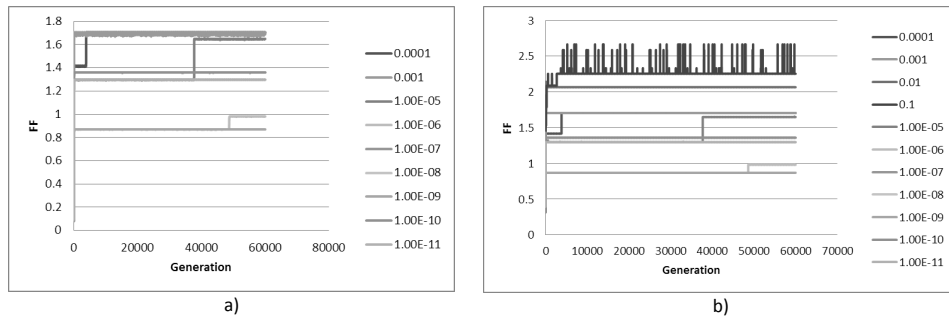 1.8
1.6
1.4
1.2
1
0.8
0.6
0.4
0.2
0
FF
0 20000 40000 60000 80000
Generation
0.0001
0.001
1.00E-05
1.00E-06
1.00E-07
1.00E-08
1.00E-09
1.00E-10
1.00E-11
a)
3
2.5
2
1.5
1
0.5
0
FF
0 10000 20000 30000 40000 50000 60000 70000
Generation
0.0001
0.001
0.01
0.1
1.00E-05
1.00E-06
1.00E-07
1.00E-08
1.00E-09
1.00E-10
1.00E-11
b)